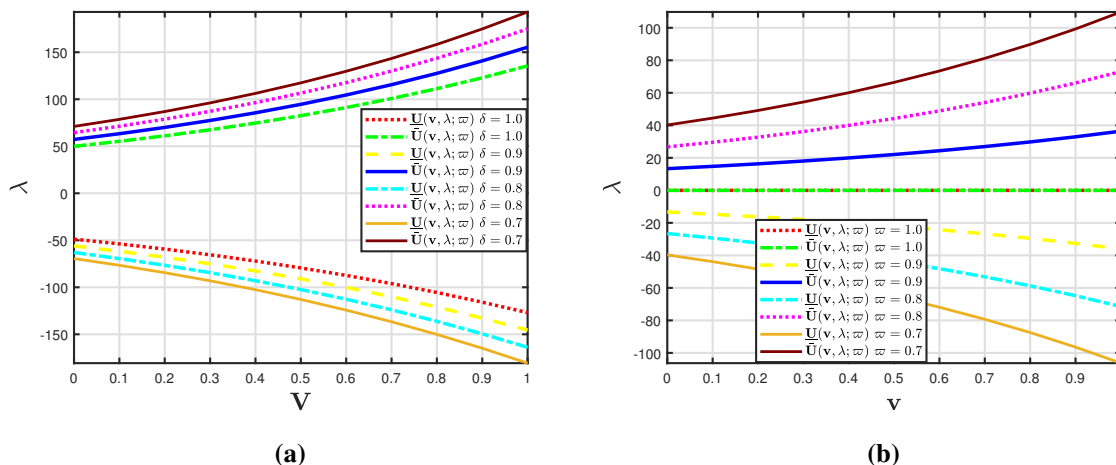 150
100
50
0
-50
-100
-150
λ
0 0.1 0.2 0.3 0.4 0.5 0.6 0.7 0.8 0.9 1
V
U̲(v, λ; ϖ) δ = 1.0
Ū(v, λ; ϖ) δ = 1.0
U̲(v, λ; ϖ) δ = 0.9
Ū(v, λ; ϖ) δ = 0.9
U̲(v, λ; ϖ) δ = 0.8
Ū(v, λ; ϖ) δ = 0.8
U̲(v, λ; ϖ) δ = 0.7
Ū(v, λ; ϖ) δ = 0.7
(a)
100
80
60
40
20
0
-20
-40
-60
-80
-100
λ
0 0.1 0.2 0.3 0.4 0.5 0.6 0.7 0.8 0.9
v
U̲(v, λ; ϖ) ϖ = 1.0
Ū(v, λ; ϖ) ϖ = 1.0
U̲(v, λ; ϖ) ϖ = 0.9
Ū(v, λ; ϖ) ϖ = 0.9
U̲(v, λ; ϖ) ϖ = 0.8
Ū(v, λ; ϖ) ϖ = 0.8
U̲(v, λ; ϖ) ϖ = 0.7
Ū(v, λ; ϖ) ϖ = 0.7
(b)